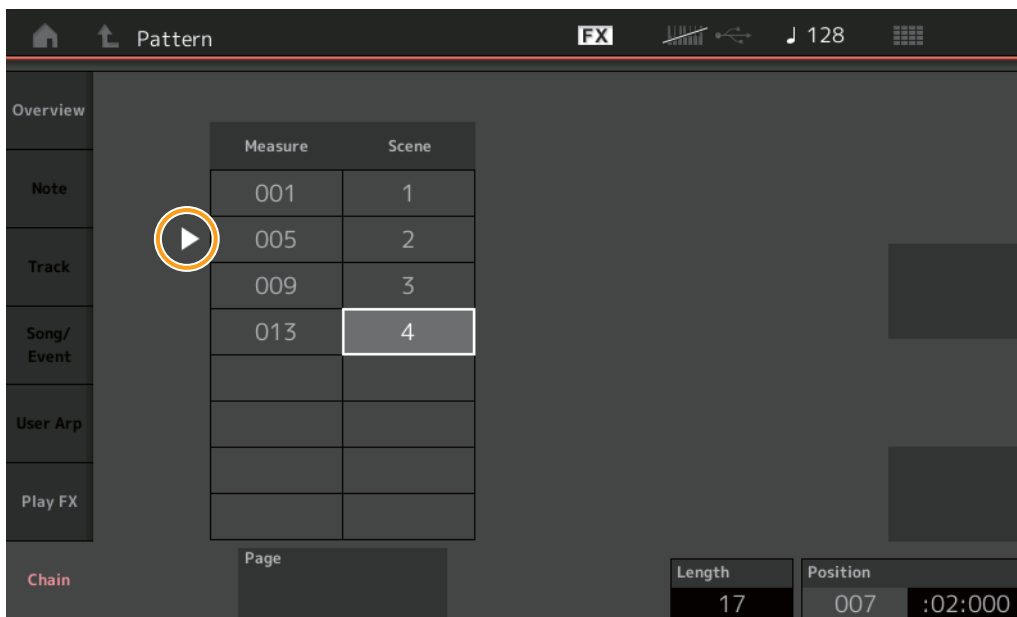 Pattern
FX
♩ 128
Overview
Note
Track
Song/
Event
User Arp
Play FX
Chain
Measure Scene
001 1
005 2
009 3
013 4
Page
Length
17
Position
007 :02:000